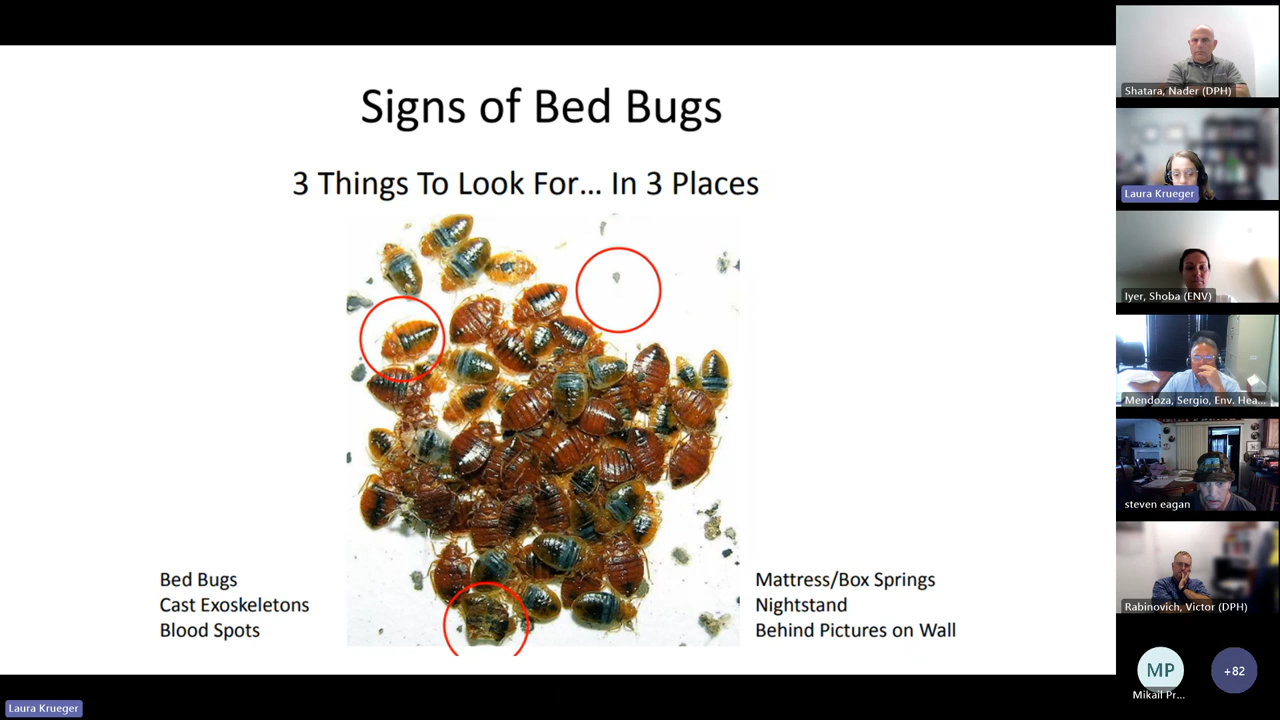 Signs of Bed Bugs
3 Things To Look For... In 3 Places
Bed Bugs
Cast Exoskeletons
Blood Spots
Mattress/Box Springs
Nightstand
Behind Pictures on Wall
Shatara, Nader (DPH)
Laura Krueger
Iyer, Shoba (ENV)
Mendoza, Sergio, Env. Hea...
steven eagan
Rabinovich, Victor (DPH)
MP
Mikail Pr...
+82
Laura Krueger